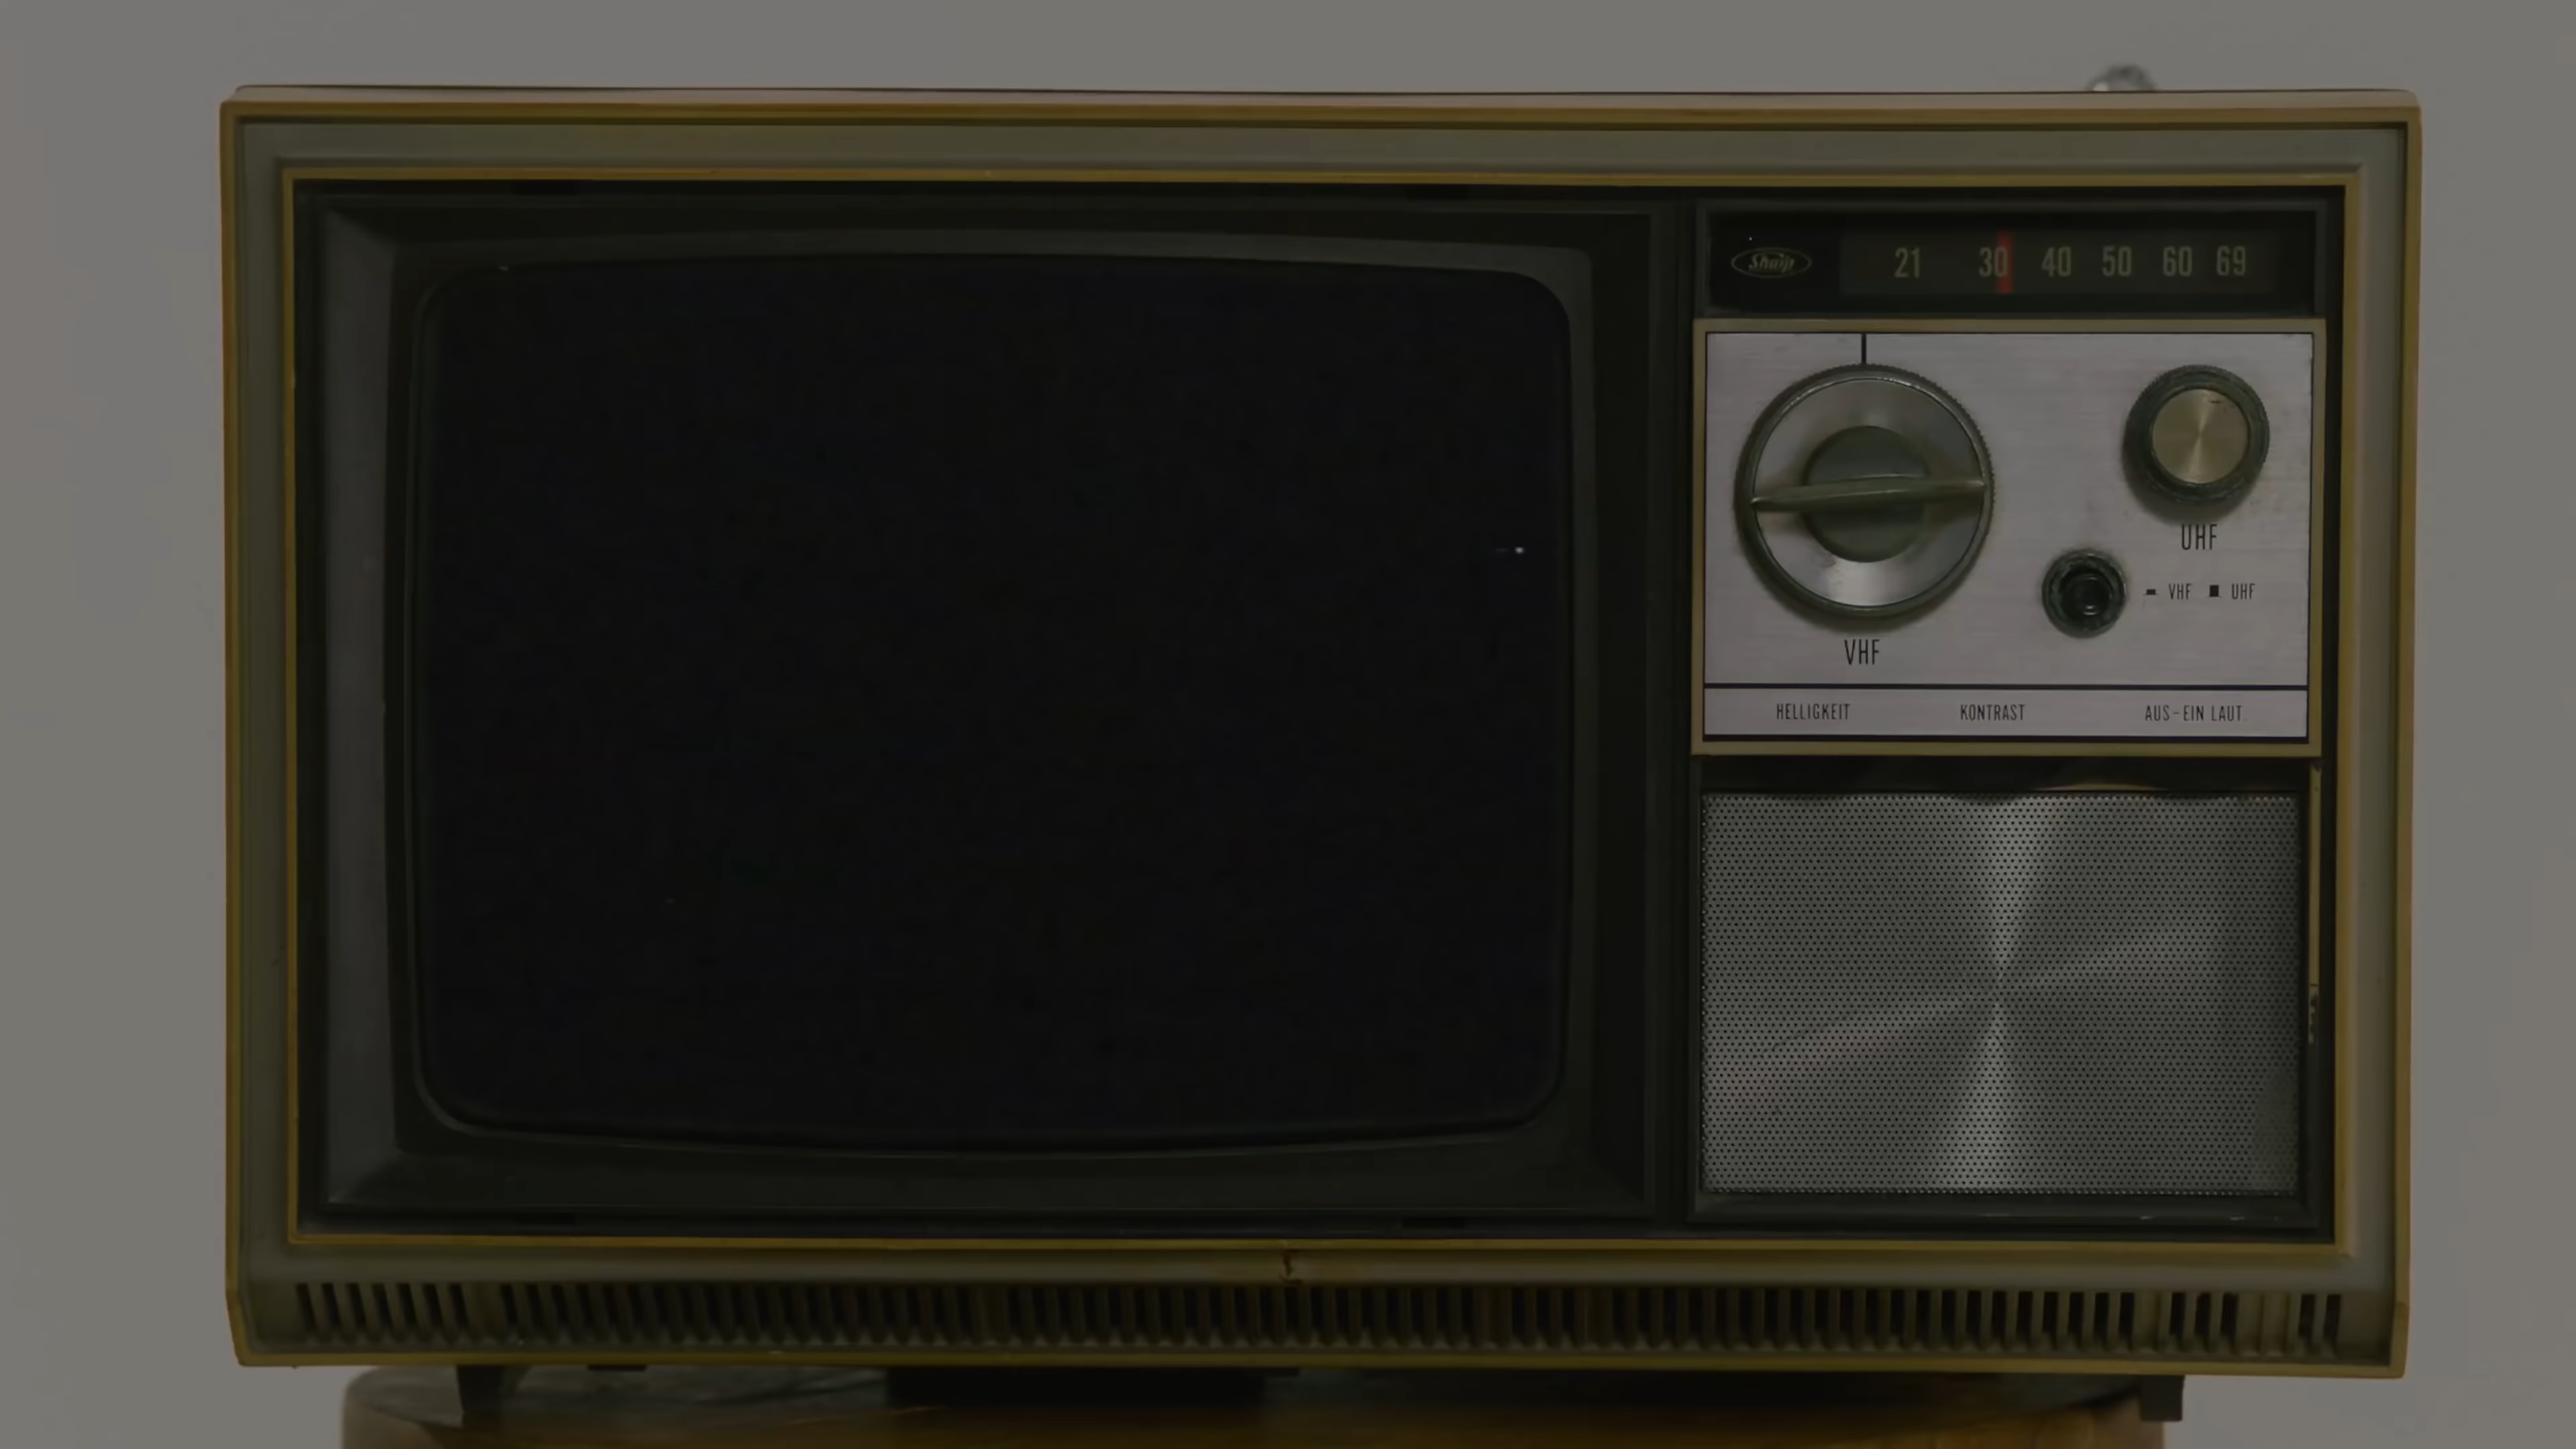 Sharp 21 30 40 50 60 69
UHF
VHF UHF
VHF
HELLIGKEIT KONTRAST AUS-EIN LAUT.